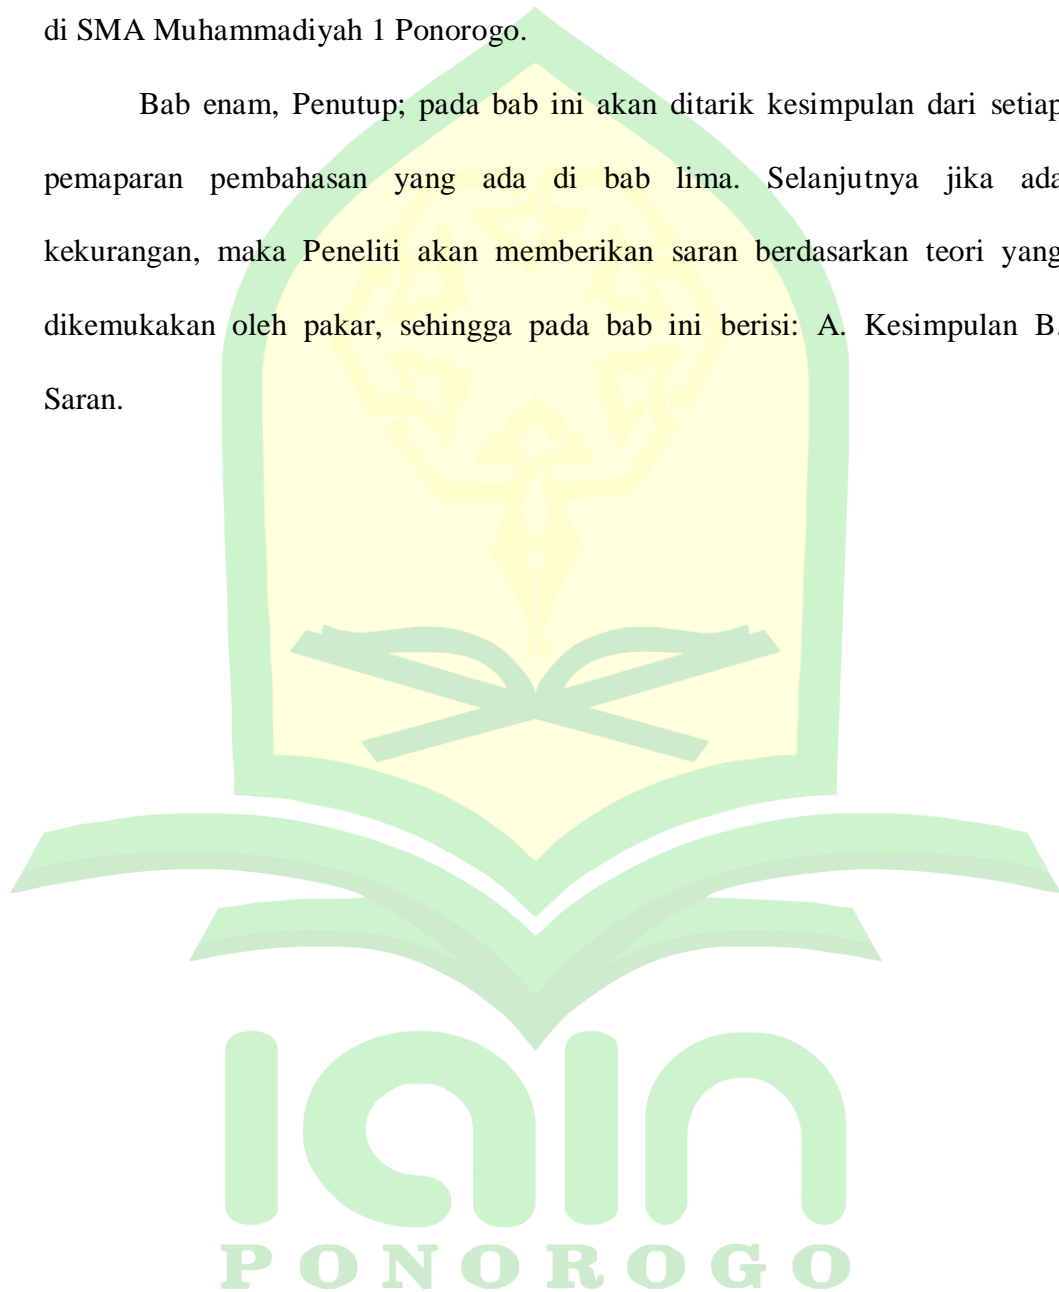 di SMA Muhammadiyah 1 Ponorogo.
Bab enam, Penutup; pada bab ini akan ditarik kesimpulan dari setiap
pemaparan pembahasan yang ada di bab lima. Selanjutnya jika ada
kekurangan, maka Peneliti akan memberikan saran berdasarkan teori yang
dikemukakan oleh pakar, sehingga pada bab ini berisi: A. Kesimpulan B.
Saran.
iain
PONOROGO